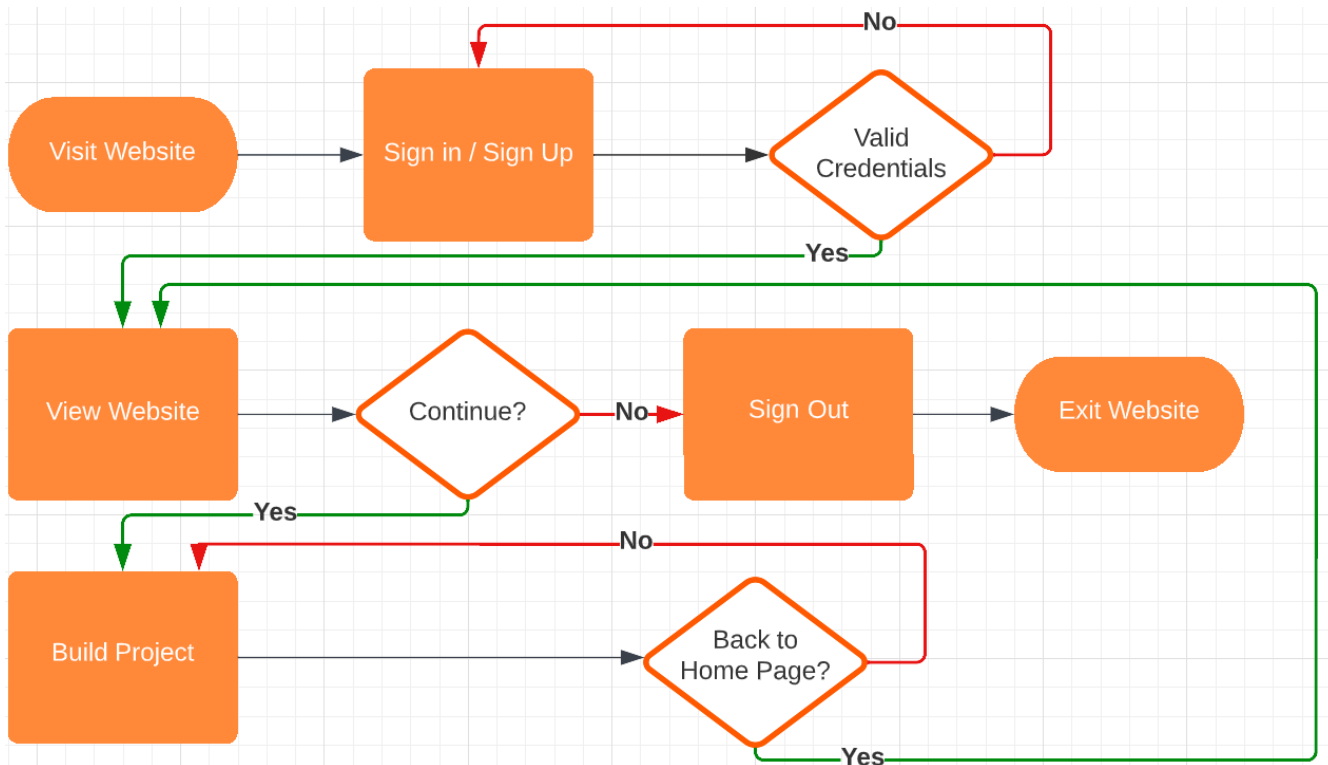 No
Visit Website
Sign in / Sign Up
Valid
Credentials
Yes
View Website
Continue?
No
Sign Out
Exit Website
Yes
No
Build Project
Back to
Home Page?
Yes